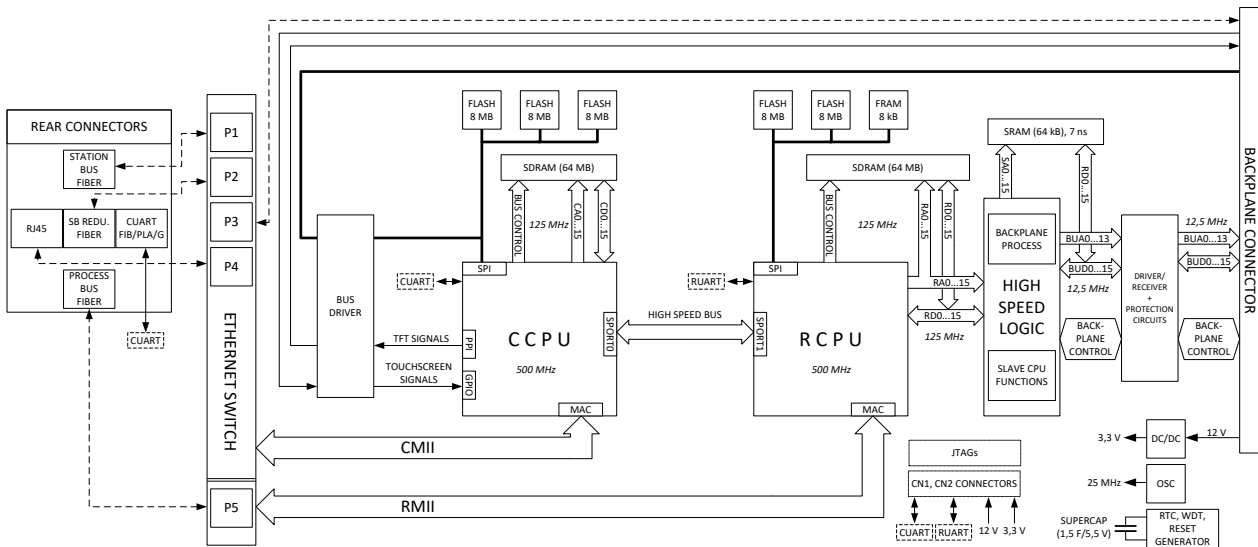 REAR CONNECTORS
STATION
BUS
FIBER
RJ45
SB REDU.
FIBER
CUART
FIB/PLA/G
PROCESS
BUS
FIBER
CUART
P1
P2
P3
P4
ETHERNET SWITCH
P5
BUS
DRIVER
FLASH
8 MB
FLASH
8 MB
FLASH
8 MB
SDRAM (64 MB)
BUS CONTROL
125 MHz
CA0...15
CD0...15
SPI
CUART
TFT SIGNALS
PPI
TOUCHSCREEN
SIGNALS
GPIO
CCPU
500 MHz
SPORT0
MAC
CMII
RMII
HIGH SPEED BUS
FLASH
8 MB
FLASH
8 MB
FRAM
8 kB
SDRAM (64 MB)
BUS CONTROL
125 MHz
RA0...15
RD0...15
SPI
RUART
SPORT1
RCPU
500 MHz
MAC
RA0...15
RD0...15
125 MHz
SRAM (64 kB), 7 ns
SA0...15
RD0...15
BACKPLANE
PROCESS
HIGH
SPEED
LOGIC
SLAVE CPU
FUNCTIONS
BUA0...13
BUD0...15
12,5 MHz
BACK-
PLANE
CONTROL
DRIVER/
RECEIVER
+
PROTECTION
CIRCUITS
12,5 MHz
BUA0...13
BUD0...15
BACK-
PLANE
CONTROL
BACKPLANE CONNECTOR
JTAGs
CN1, CN2 CONNECTORS
CUART
RUART
12 V
3,3 V
3,3 V
DC/DC
12 V
25 MHz
OSC
SUPERCAP
(1,5 F/5,5 V)
RTC, WDT,
RESET
GENERATOR